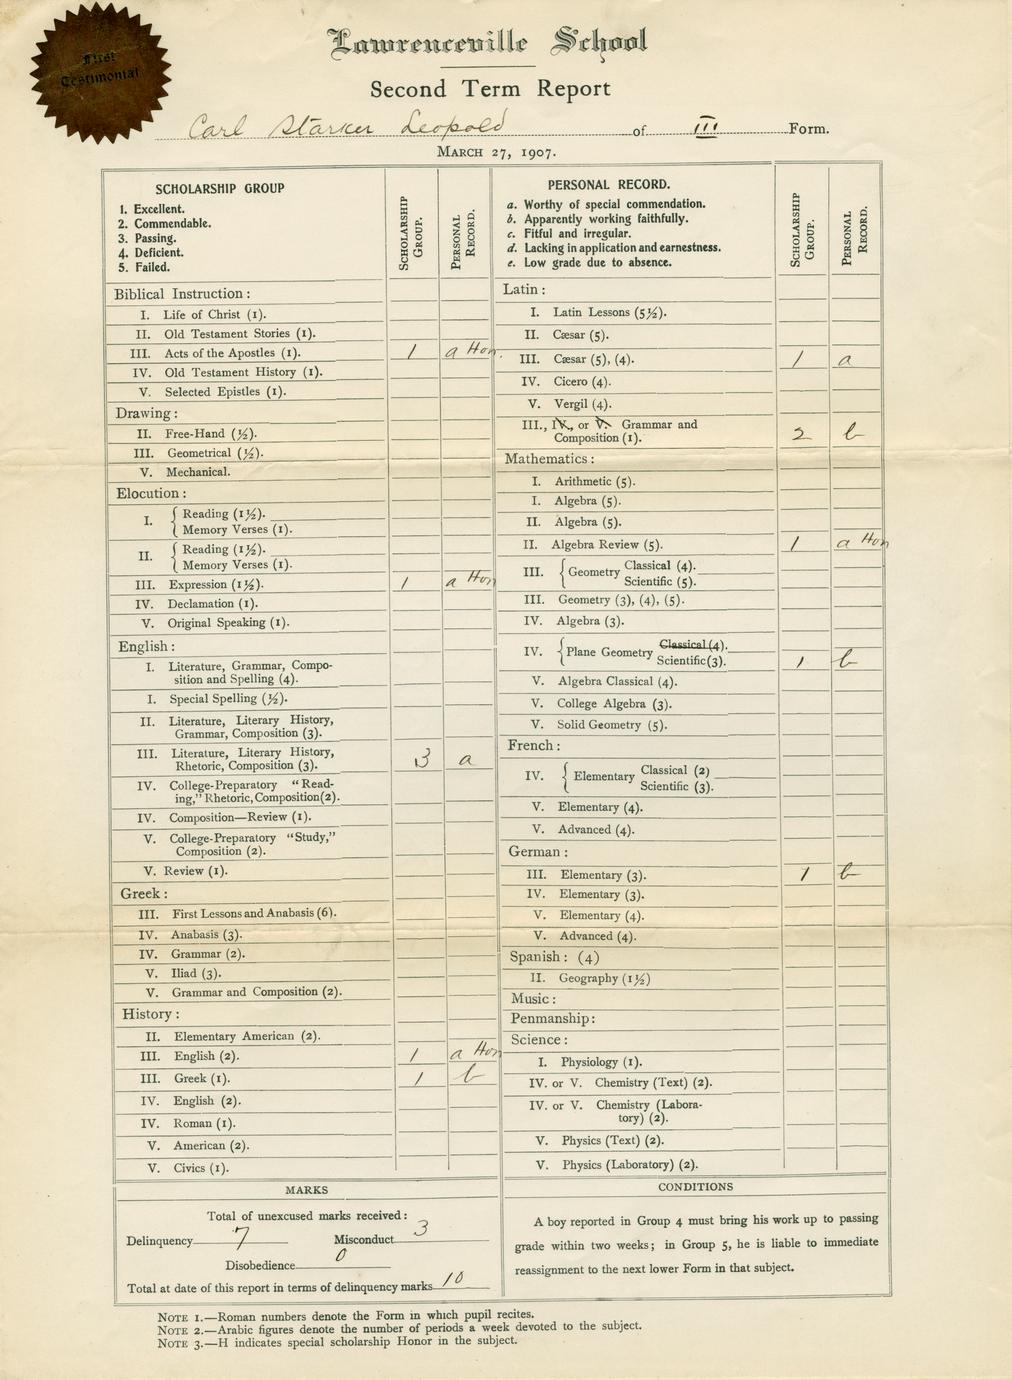 First
Testimonial
Lawrenceville School
Second Term Report
Carl Starker Leopold of III Form.
MARCH 27, 1907.
SCHOLARSHIP GROUP
1. Excellent.
2. Commendable.
3. Passing.
4. Deficient.
5. Failed.
SCHOLARSHIP GROUP.
PERSONAL RECORD.
Biblical Instruction:
I. Life of Christ (1).
II. Old Testament Stories (1).
III. Acts of the Apostles (1). 1 a Hon.
IV. Old Testament History (1).
V. Selected Epistles (1).
Drawing:
II. Free-Hand (½).
III. Geometrical (½).
V. Mechanical.
Elocution:
I. { Reading (1½).
Memory Verses (1).
II. { Reading (1½).
Memory Verses (1).
III. Expression (1½). 1 a Hon
IV. Declamation (1).
V. Original Speaking (1).
English:
I. Literature, Grammar, Compo-
sition and Spelling (4).
I. Special Spelling (½).
II. Literature, Literary History,
Grammar, Composition (3).
III. Literature, Literary History,
Rhetoric, Composition (3). 3 a
IV. College-Preparatory "Read-
ing," Rhetoric, Composition (2).
IV. Composition—Review (1).
V. College-Preparatory "Study,"
Composition (2).
V. Review (1).
Greek:
III. First Lessons and Anabasis (6).
IV. Anabasis (3).
IV. Grammar (2).
V. Iliad (3).
V. Grammar and Composition (2).
History:
II. Elementary American (2).
III. English (2). 1 a Hon
III. Greek (1). 1 b
IV. English (2).
IV. Roman (1).
V. American (2).
V. Civics (1).
PERSONAL RECORD.
a. Worthy of special commendation.
b. Apparently working faithfully.
c. Fitful and irregular.
d. Lacking in application and earnestness.
e. Low grade due to absence.
SCHOLARSHIP GROUP.
PERSONAL RECORD.
Latin:
I. Latin Lessons (5½).
II. Cæsar (5).
III. Cæsar (5), (4). 1 a
IV. Cicero (4).
V. Vergil (4).
III., IV., or V. Grammar and
Composition (1). 2 b
Mathematics:
I. Arithmetic (5).
I. Algebra (5).
II. Algebra (5).
II. Algebra Review (5). 1 a Hon
III. { Geometry Classical (4).
Scientific (5).
III. Geometry (3), (4), (5).
IV. Algebra (3).
IV. { Plane Geometry Classical (4).
Scientific (3). 1 b
V. Algebra Classical (4).
V. College Algebra (3).
V. Solid Geometry (5).
French:
IV. { Elementary Classical (2)
Scientific (3).
V. Elementary (4).
V. Advanced (4).
German:
III. Elementary (3). 1 b
IV. Elementary (3).
V. Elementary (4).
V. Advanced (4).
Spanish: (4)
II. Geography (1½)
Music:
Penmanship:
Science:
I. Physiology (1).
IV. or V. Chemistry (Text) (2).
IV. or V. Chemistry (Labora-
tory) (2).
V. Physics (Text) (2).
V. Physics (Laboratory) (2).
MARKS
Total of unexcused marks received:
Delinquency 7 Misconduct 3
Disobedience 0
Total at date of this report in terms of delinquency marks 10
CONDITIONS
A boy reported in Group 4 must bring his work up to passing
grade within two weeks; in Group 5, he is liable to immediate
reassignment to the next lower Form in that subject.
NOTE 1.—Roman numbers denote the Form in which pupil recites.
NOTE 2.—Arabic figures denote the number of periods a week devoted to the subject.
NOTE 3.—H indicates special scholarship Honor in the subject.